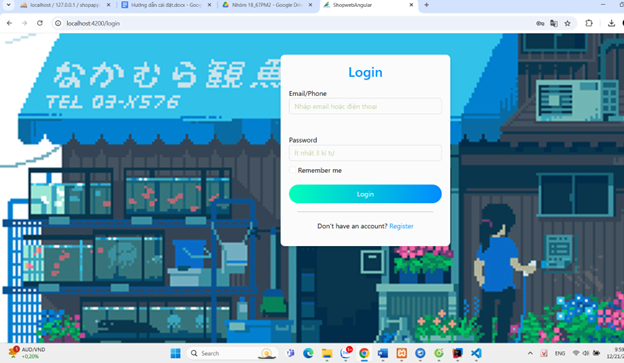 localhost / 127.0.0.1 / shopapp
Hướng dẫn cài đặt.docx - Goo
Nhóm 18_67PM2 - Google Dri
ShopwebAngular
localhost:4200/login
なかむら観魚
TEL 03-X576
Login
Email/Phone
Nhập email hoặc điện thoại
Password
Ít nhất 3 kí tự
Remember me
Login
Don't have an account? Register
AUD/VND
+0,20%
Search
ENG
9:59
12/23/